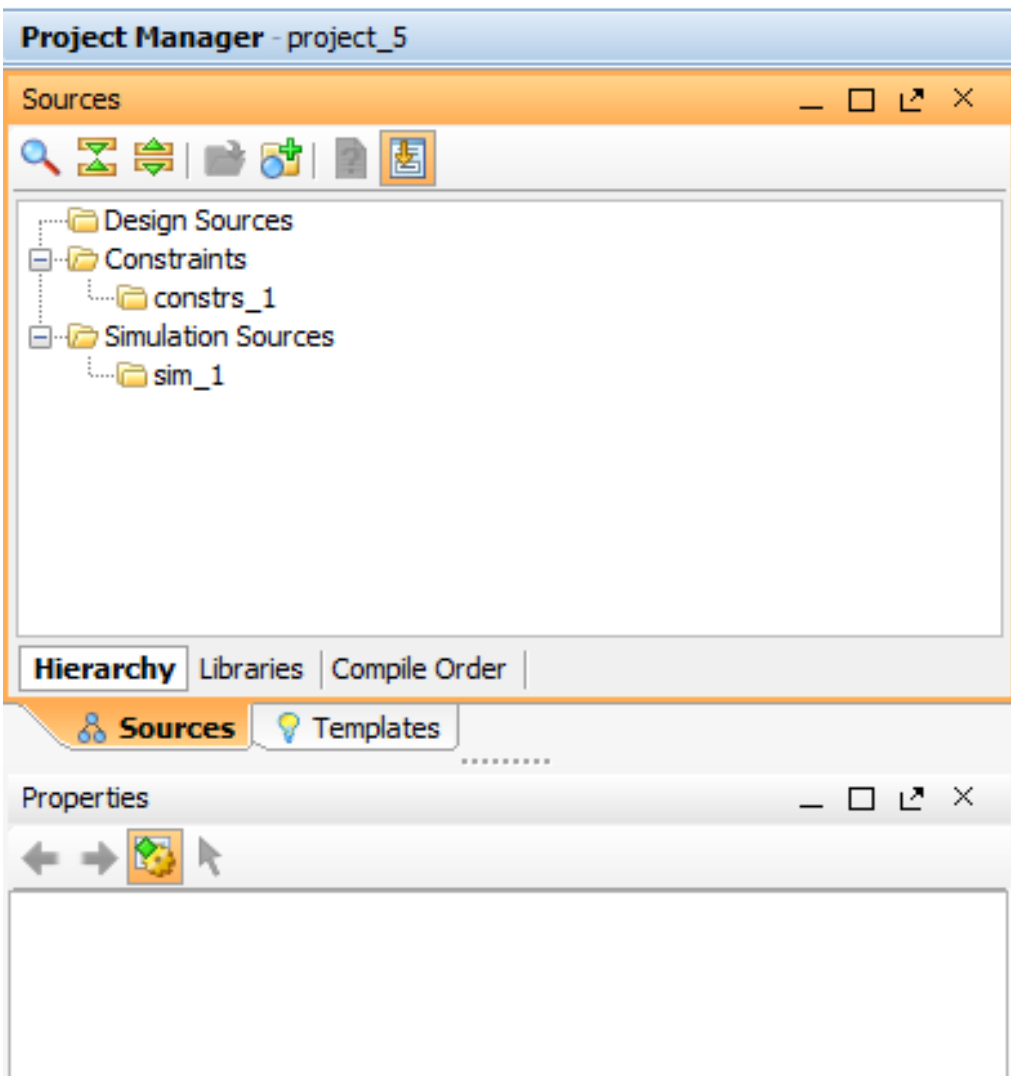 Project Manager - project_5
Sources
Design Sources
Constraints
constrs_1
Simulation Sources
sim_1
Hierarchy Libraries Compile Order
Sources Templates
Properties